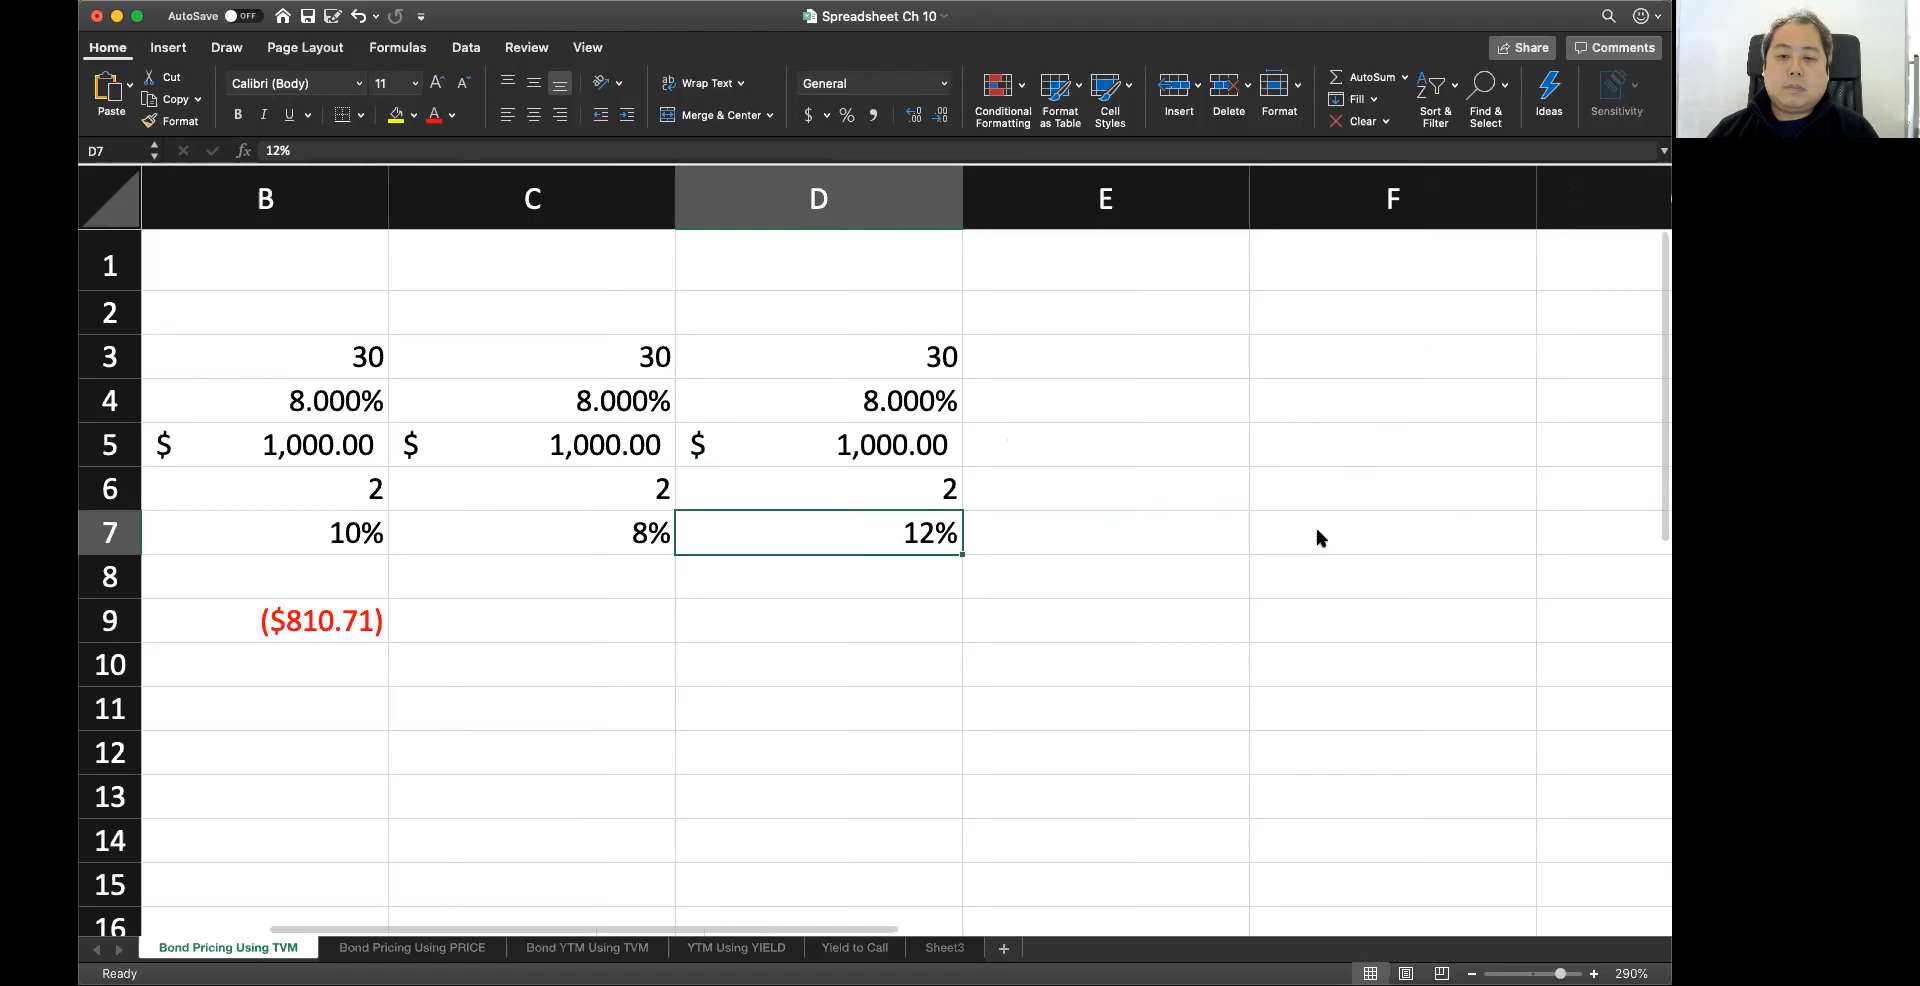 AutoSave OFF Spreadsheet Ch 10
Home Insert Draw Page Layout Formulas Data Review View Share Comments
Paste Cut Copy Format
Calibri (Body) 11 A A
B I U A
ab Wrap Text
Merge & Center
General
$ % 9
Conditional Formatting
Format as Table
Cell Styles
Insert Delete Format
AutoSum
Fill
Clear
Sort & Filter
Find & Select
Ideas
Sensitivity
D7 fx 12%
B C D E F
1
2
3 30 30 30
4 8.000% 8.000% 8.000%
5 $ 1,000.00 $ 1,000.00 $ 1,000.00
6 2 2 2
7 10% 8% 12%
8
9 ($810.71)
10
11
12
13
14
15
16
Bond Pricing Using TVM Bond Pricing Using PRICE Bond YTM Using TVM YTM Using YIELD Yield to Call Sheet3 +
Ready 290%